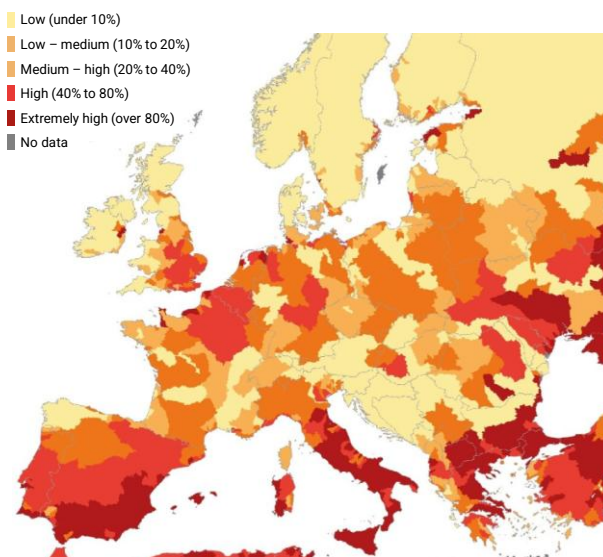 Low (under 10%)
Low – medium (10% to 20%)
Medium – high (20% to 40%)
High (40% to 80%)
Extremely high (over 80%)
No data